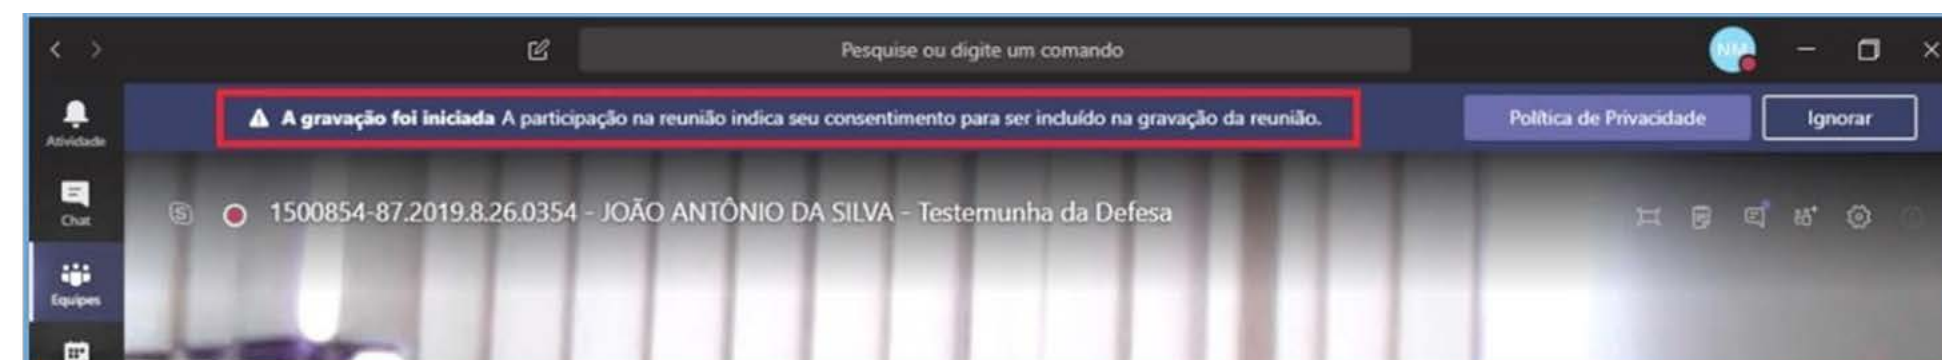 Pesquise ou digite um comando
NM
Atividade
A gravação foi iniciada A participação na reunião indica seu consentimento para ser incluído na gravação da reunião.
Política de Privacidade
Ignorar
Chat
1500854-87.2019.8.26.0354 - JOÃO ANTÔNIO DA SILVA - Testemunha da Defesa
Equipes